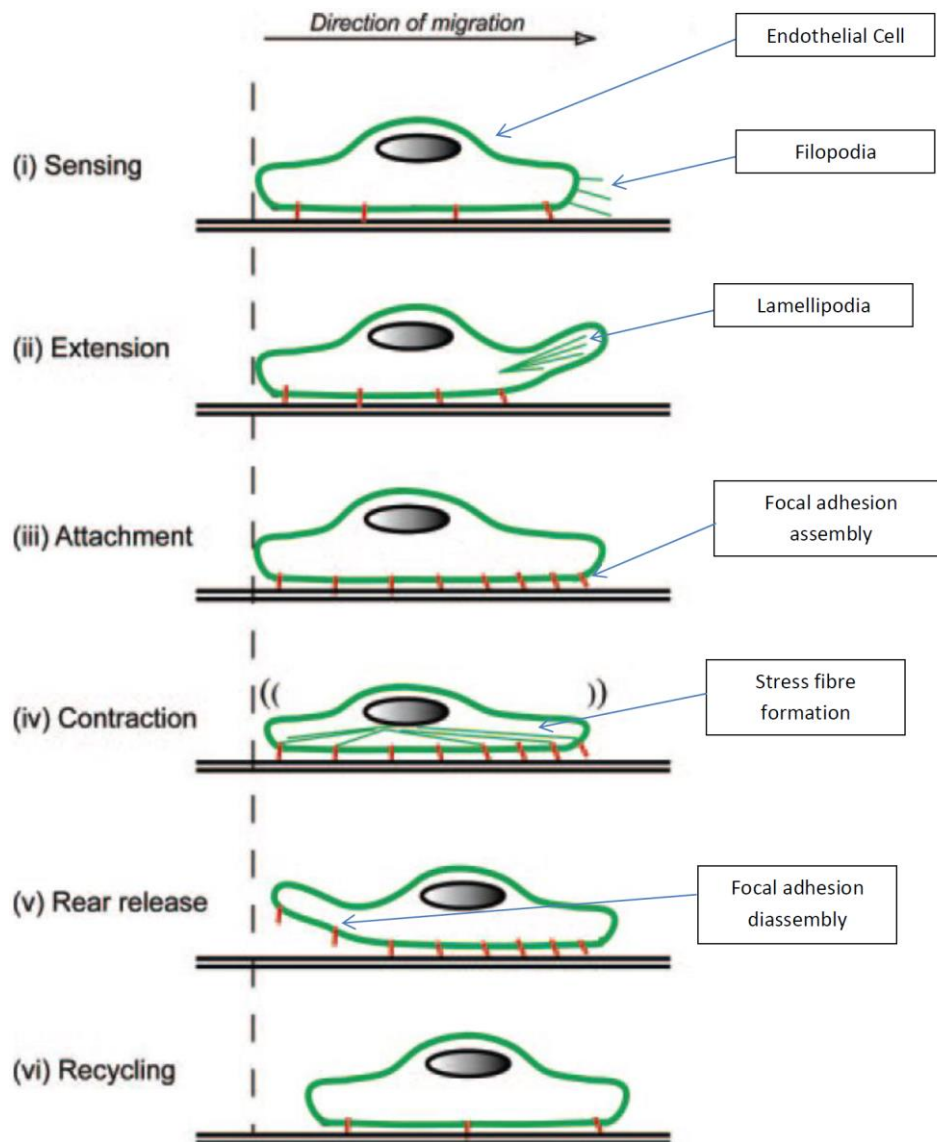 Direction of migration
Endothelial Cell
(i) Sensing
Filopodia
(ii) Extension
Lamellipodia
(iii) Attachment
Focal adhesion
assembly
(iv) Contraction
Stress fibre
formation
(v) Rear release
Focal adhesion
diassembly
(vi) Recycling